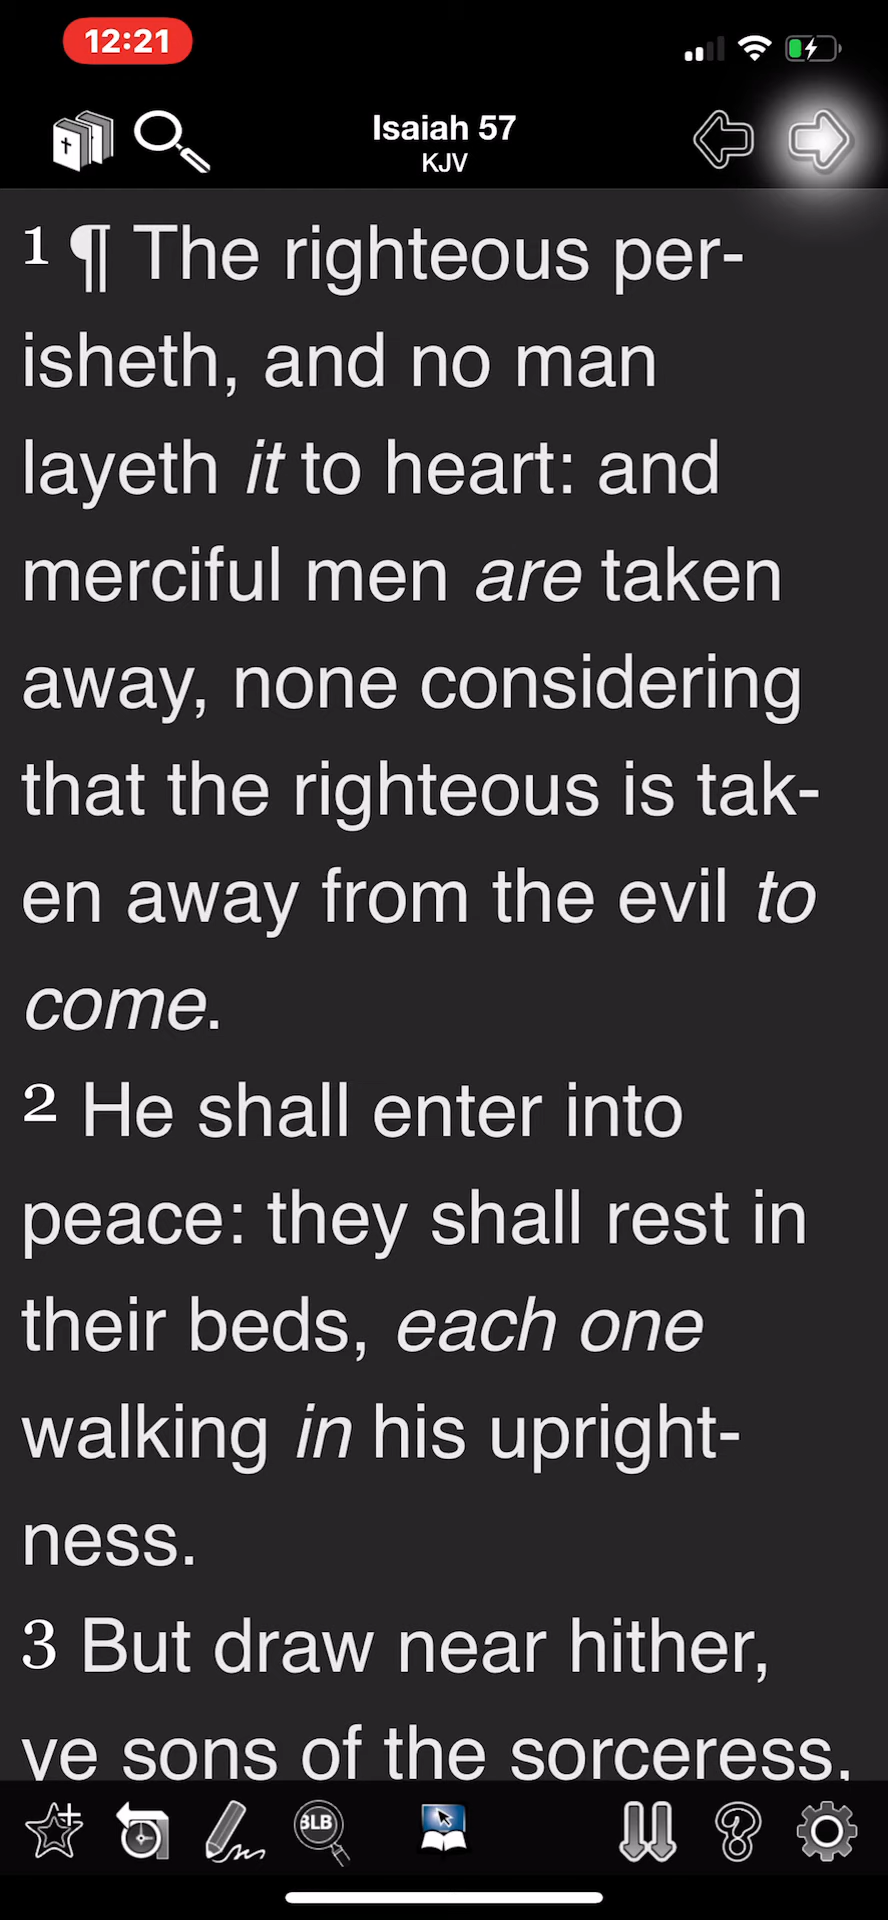 12:21
Isaiah 57
KJV
1 ¶ The righteous per-
isheth, and no man
layeth it to heart: and
merciful men are taken
away, none considering
that the righteous is tak-
en away from the evil to
come.
2 He shall enter into
peace: they shall rest in
their beds, each one
walking in his upright-
ness.
3 But draw near hither,
ye sons of the sorceress,
BLB